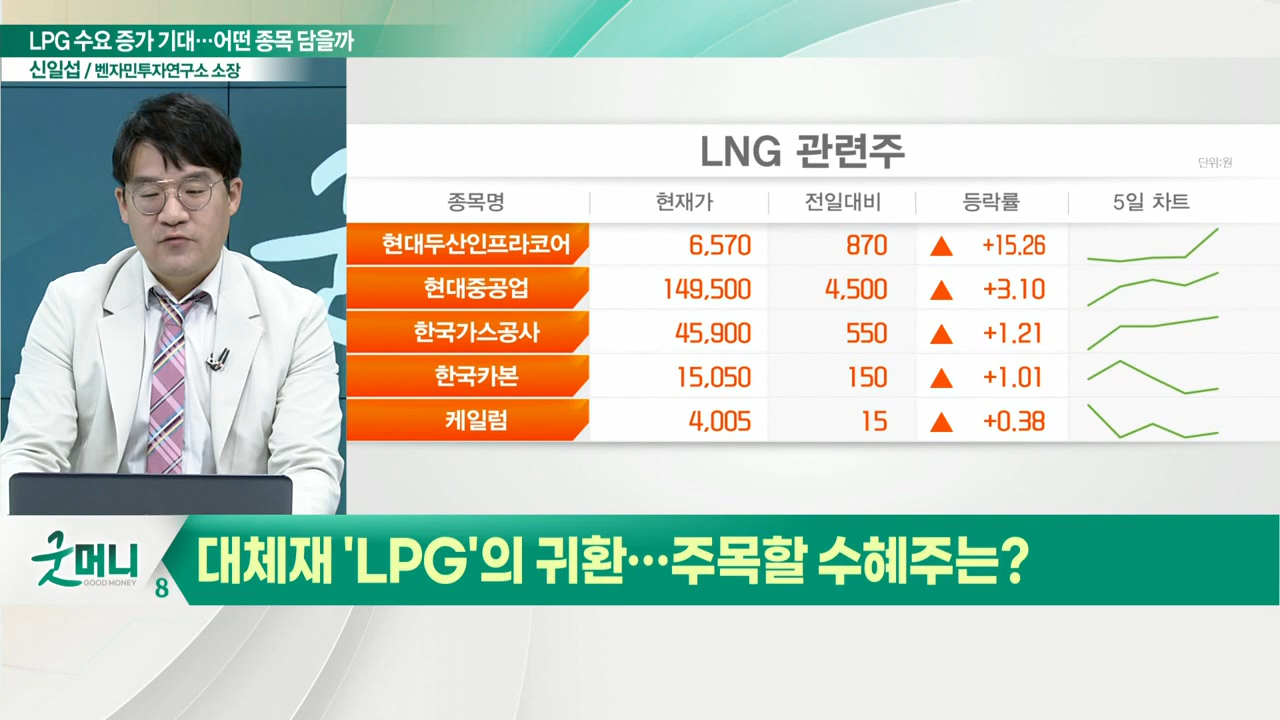 LPG 수요 증가 기대…어떤 종목 담을까
신일섭 / 벤자민투자연구소 소장
LNG 관련주
단위:원
종목명 현재가 전일대비 등락률 5일 차트
현대두산인프라코어 6,570 870 ▲ +15.26
현대중공업 149,500 4,500 ▲ +3.10
한국가스공사 45,900 550 ▲ +1.21
한국카본 15,050 150 ▲ +1.01
케일럼 4,005 15 ▲ +0.38
굿머니
GOOD MONEY
8
대체재 'LPG'의 귀환…주목할 수혜주는?